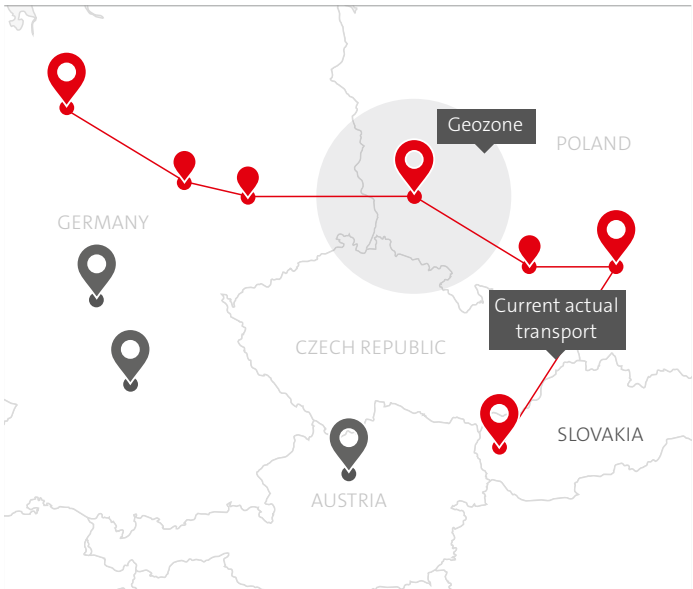 Geozone
POLAND
GERMANY
Current actual
transport
CZECH REPUBLIC
SLOVAKIA
AUSTRIA